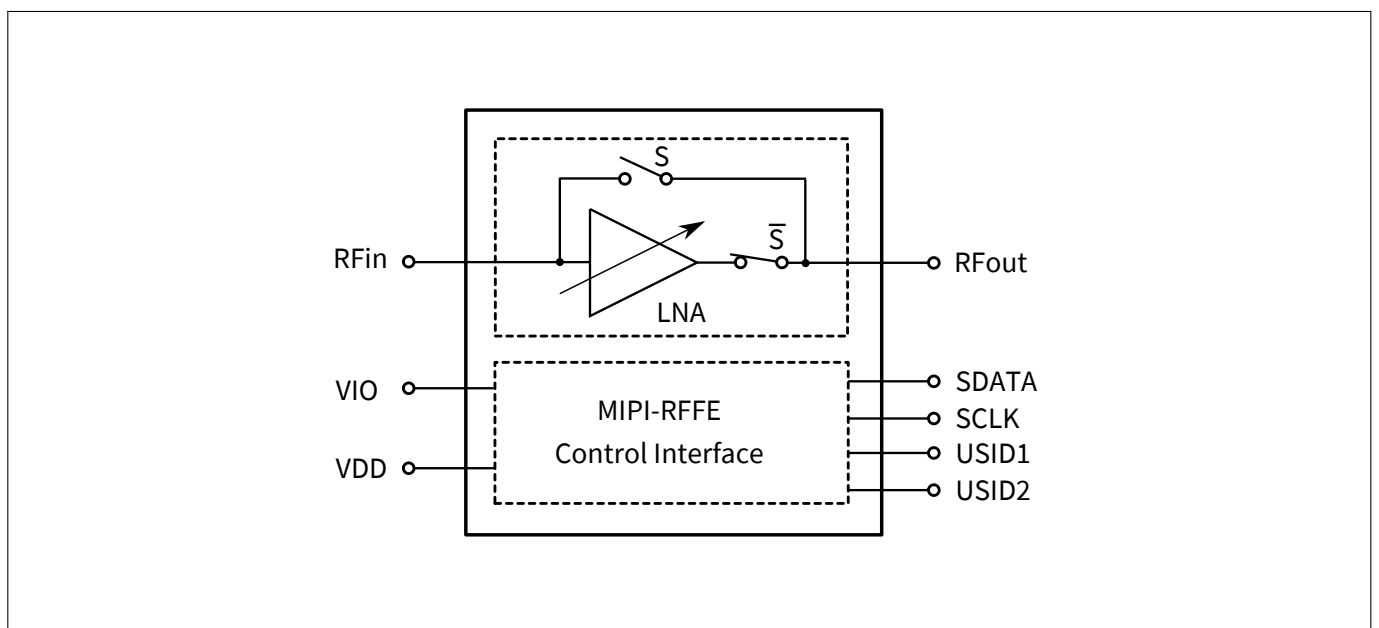 S
S̅
RFin
RFout
LNA
VIO
MIPI-RFFE
Control Interface
VDD
SDATA
SCLK
USID1
USID2